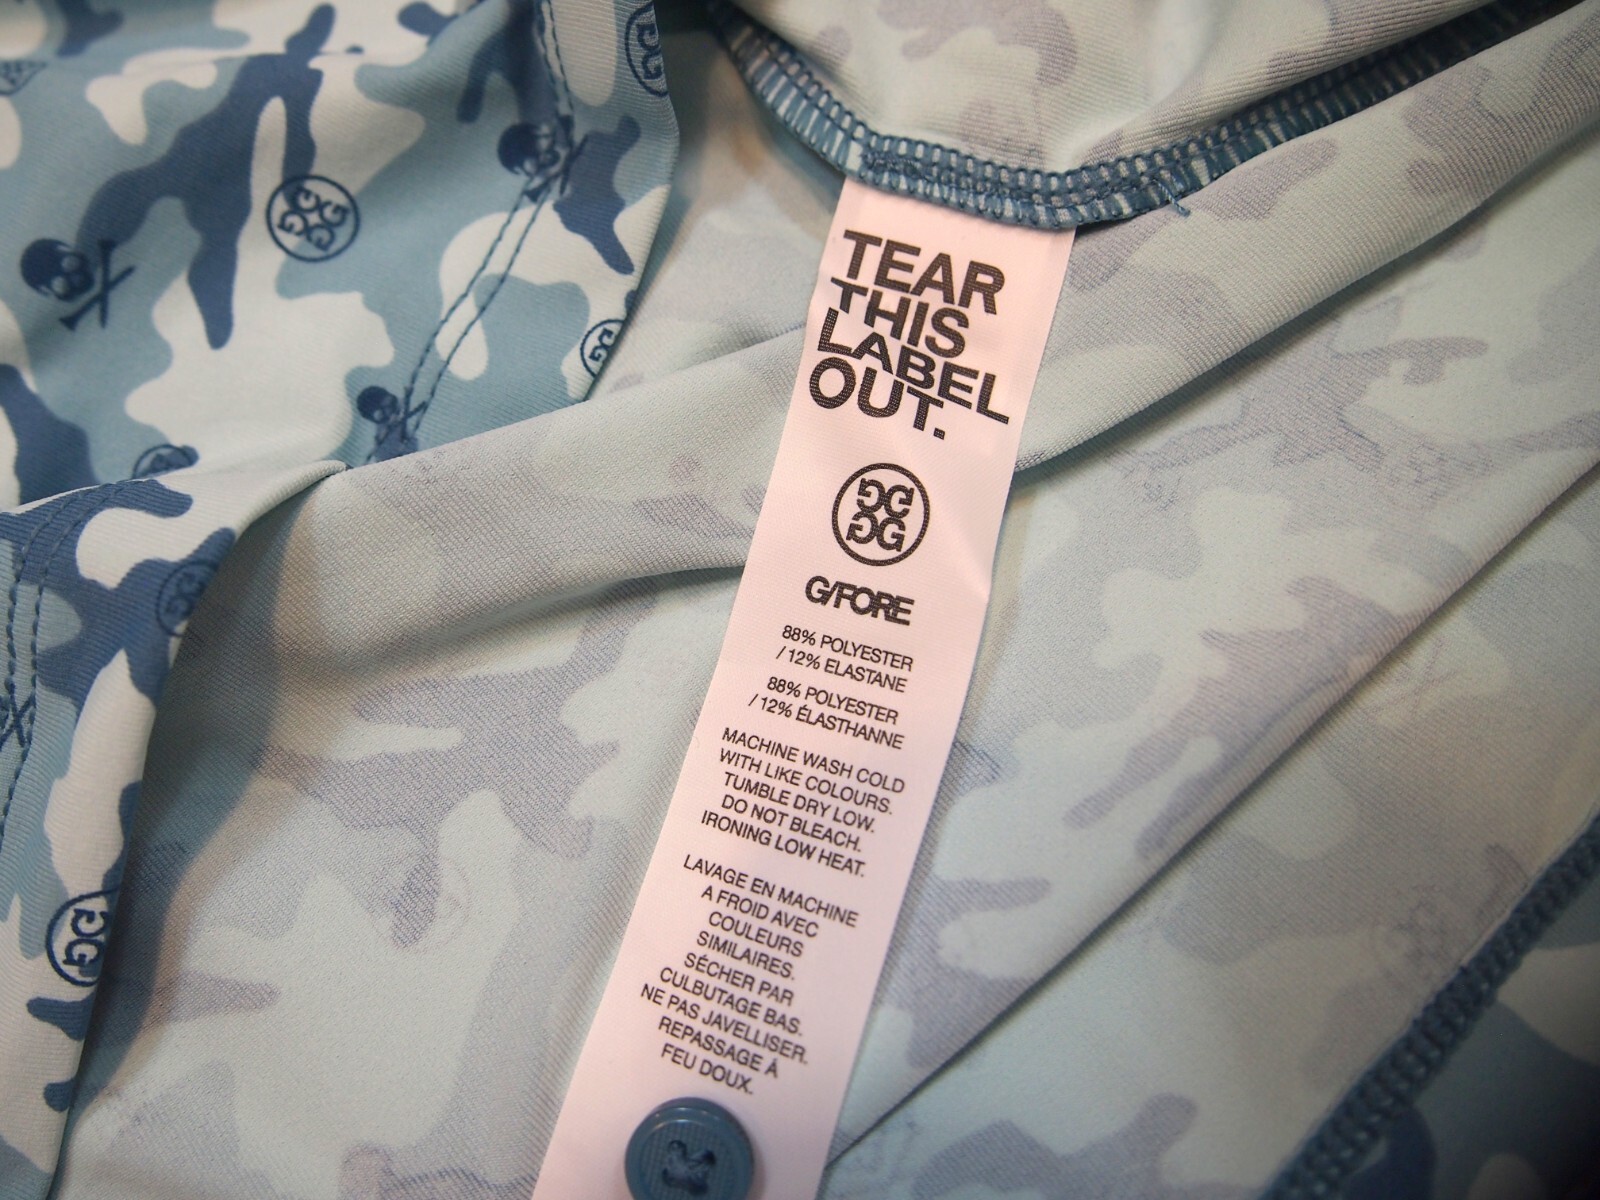 TEAR
THIS
LABEL
OUT.
G/FORE
88% POLYESTER
/ 12% ELASTANE
88% POLYESTER
/ 12% ÉLASTHANNE
MACHINE WASH COLD
WITH LIKE COLOURS.
TUMBLE DRY LOW.
DO NOT BLEACH.
IRONING LOW HEAT.
LAVAGE EN MACHINE
A FROID AVEC
COULEURS
SIMILAIRES.
SÉCHER PAR
CULBUTAGE BAS.
NE PAS JAVELLISER.
REPASSAGE À
FEU DOUX.